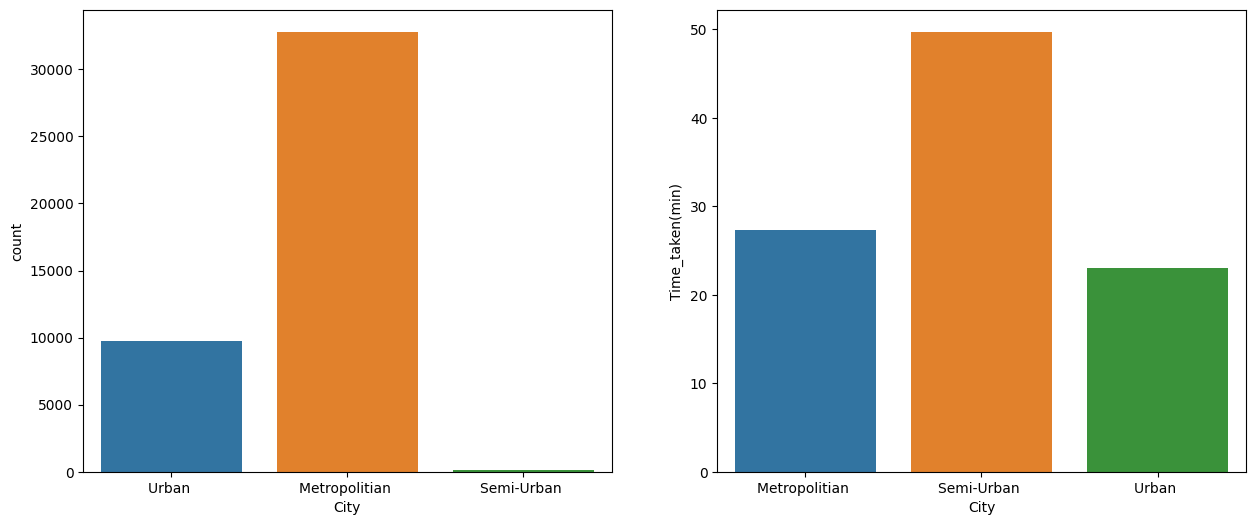 count
30000
25000
20000
15000
10000
5000
0
Urban
Metropolitian
Semi-Urban
City
Time_taken(min)
50
40
30
20
10
0
Metropolitian
Semi-Urban
Urban
City